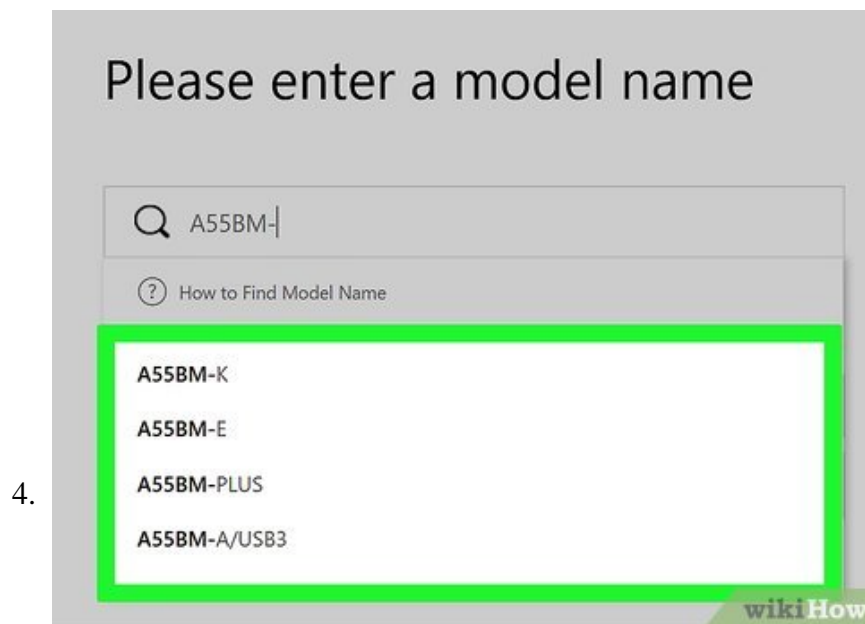 Please enter a model name
A55BM-
How to Find Model Name
A55BM-K
A55BM-E
A55BM-PLUS
4.
A55BM-A/USB3
wikiHow